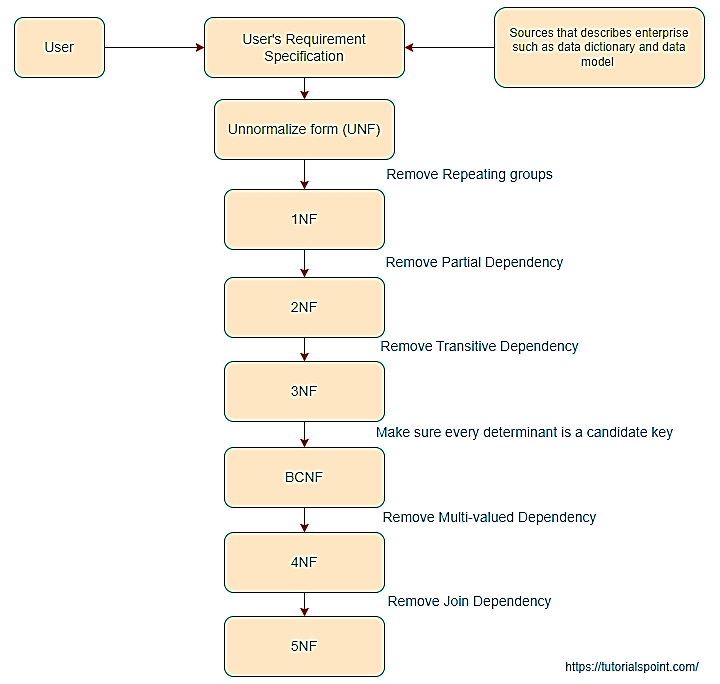 User
User's Requirement
Specification
Sources that describes enterprise
such as data dictionary and data
model
Unnormalize form (UNF)
Remove Repeating groups
1NF
Remove Partial Dependency
2NF
Remove Transitive Dependency
3NF
Make sure every determinant is a candidate key
BCNF
Remove Multi-valued Dependency
4NF
Remove Join Dependency
5NF
https://tutorialspoint.com/